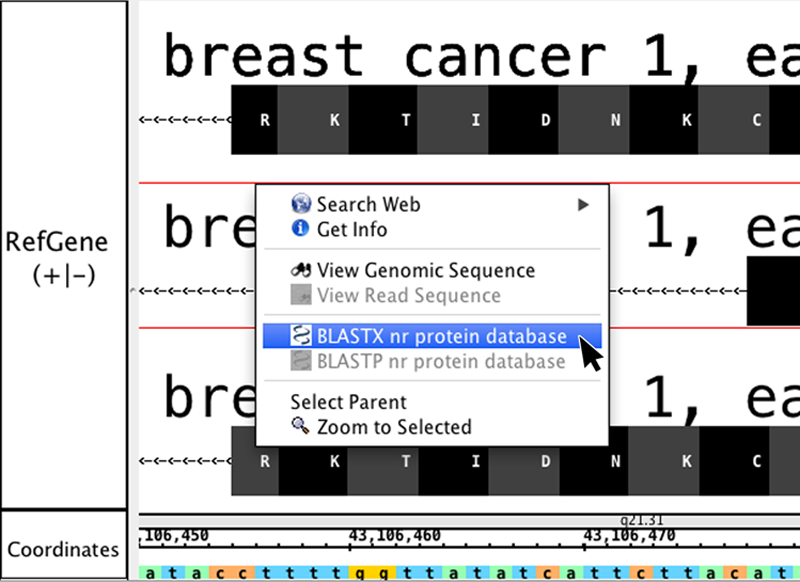 breast cancer 1, ea
R K T I D N K C
RefGene
(+|-)
bre 1, ea
Search Web
Get Info
View Genomic Sequence
View Read Sequence
BLASTX nr protein database
BLASTP nr protein database
Select Parent
Zoom to Selected
bre 1, ea
R K T I D N K C
q21.31
,106,450 43,106,460 43,106,470
Coordinates
a t a c c t t t t g g t t a t a t c a t t c t t a c a t